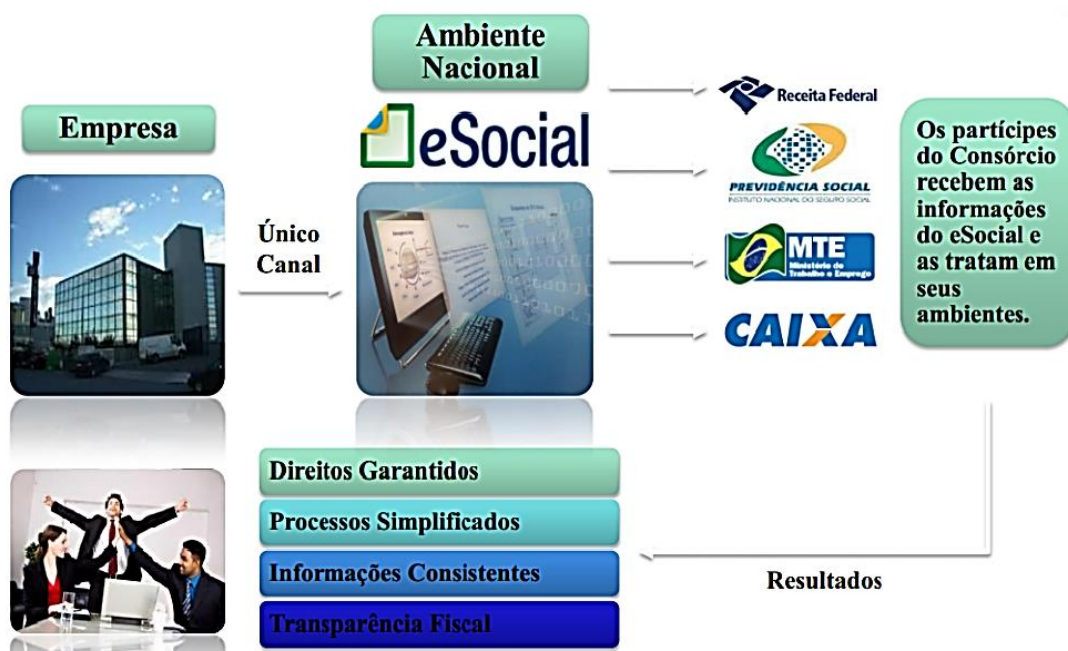 Ambiente
Nacional
Empresa
eSocial
Único
Canal
Receita Federal
PREVIDÊNCIA SOCIAL
INSTITUTO NACIONAL DO SEGURO SOCIAL
MTE
Ministério do
Trabalho e Emprego
CAIXA
Os partícipes
do Consórcio
recebem as
informações
do eSocial e
as tratam em
seus
ambientes.
Direitos Garantidos
Processos Simplificados
Informações Consistentes
Transparência Fiscal
Resultados